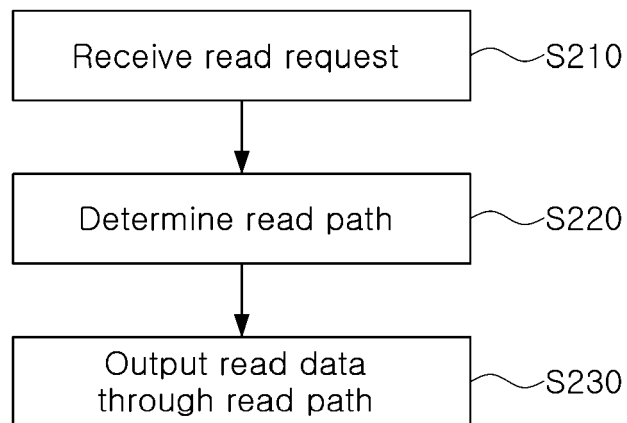 Receive read request
S210
Determine read path
S220
Output read data
through read path
S230